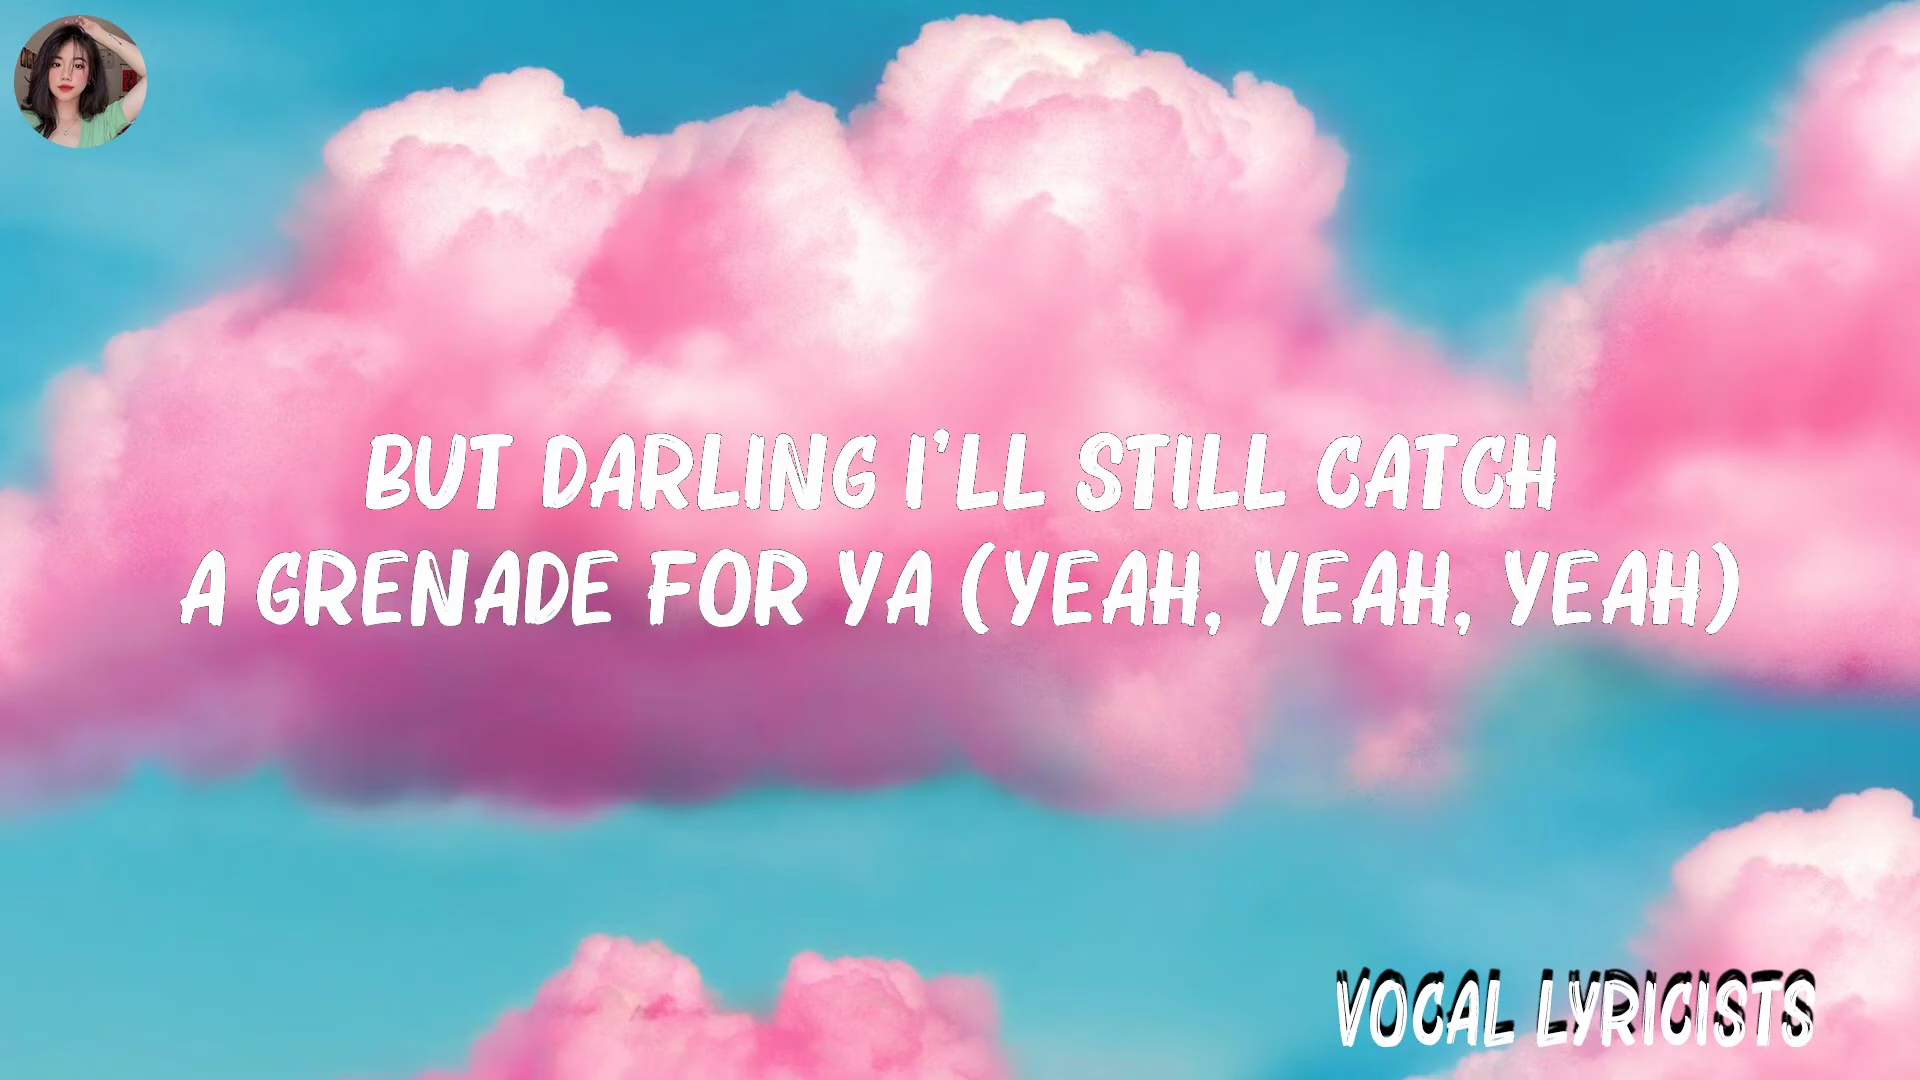 BUT DARLING I'LL STILL CATCH
A GRENADE FOR YA (YEAH, YEAH, YEAH)
VOCAL LYRICISTS